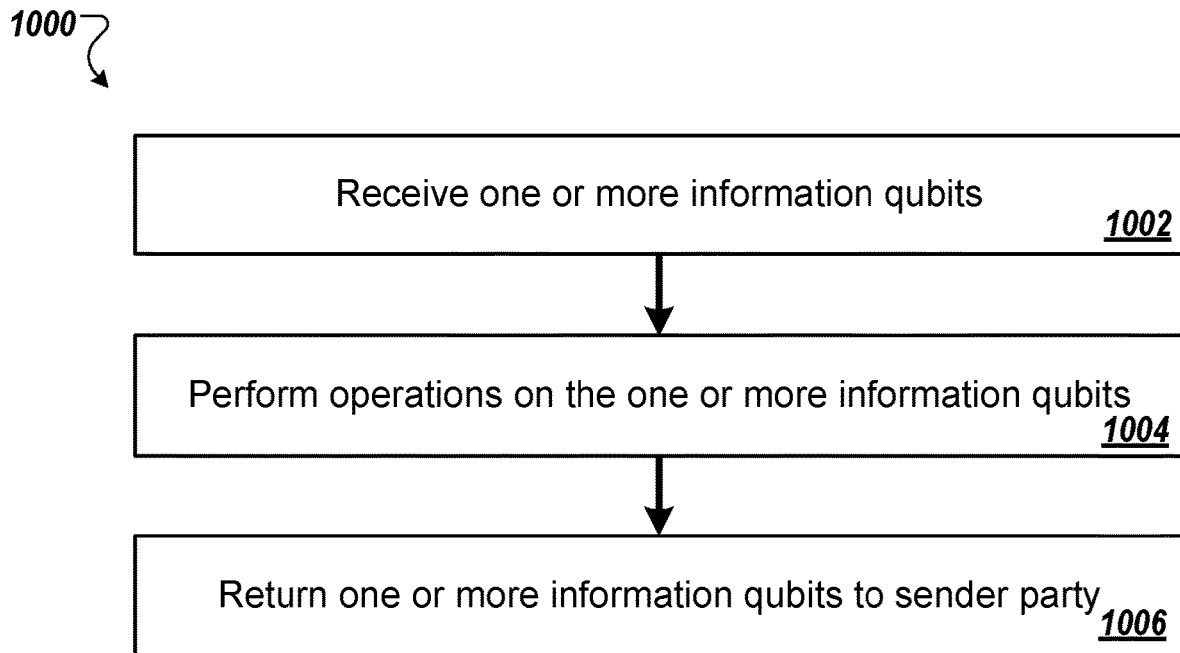 1000
Receive one or more information qubits
1002
Perform operations on the one or more information qubits
1004
Return one or more information qubits to sender party
1006